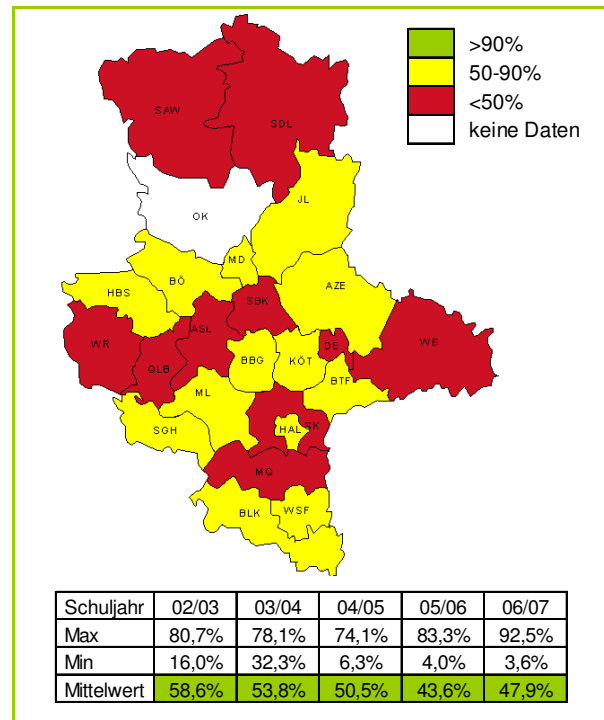 >90%
50-90%
<50%
keine Daten
SAW
SDL
OK
JL
MD
BÖ
HBS
AZE
SBK
ASL
WR
QLB
DE
WB
BBG
KÖT
BTF
ML
SGH
HAL
SK
MQ
BLK
WSF
Schuljahr 02/03 03/04 04/05 05/06 06/07
Max 80,7% 78,1% 74,1% 83,3% 92,5%
Min 16,0% 32,3% 6,3% 4,0% 3,6%
Mittelwert 58,6% 53,8% 50,5% 43,6% 47,9%